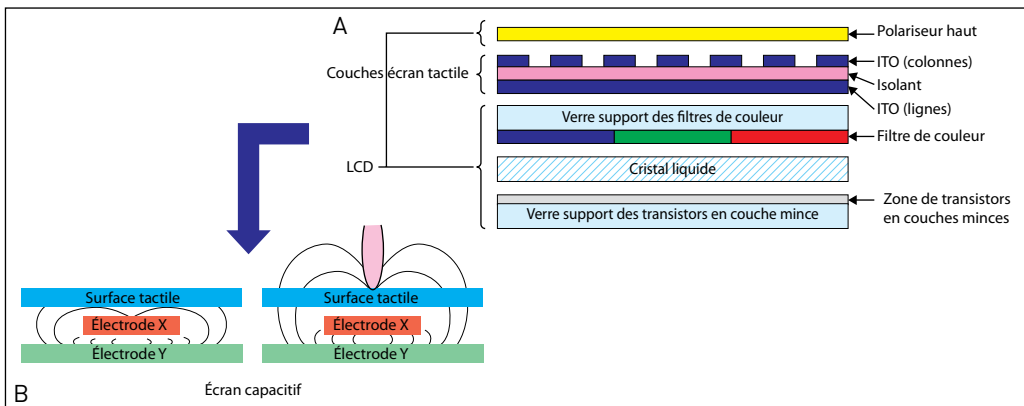 A
Polariseur haut
Couches écran tactile
ITO (colonnes)
Isolant
ITO (lignes)
Verre support des filtres de couleur
Filtre de couleur
LCD
Cristal liquide
Zone de transistors
en couches minces
Verre support des transistors en couche mince
Surface tactile
Électrode X
Électrode Y
Surface tactile
Électrode X
Électrode Y
B
Écran capacitif